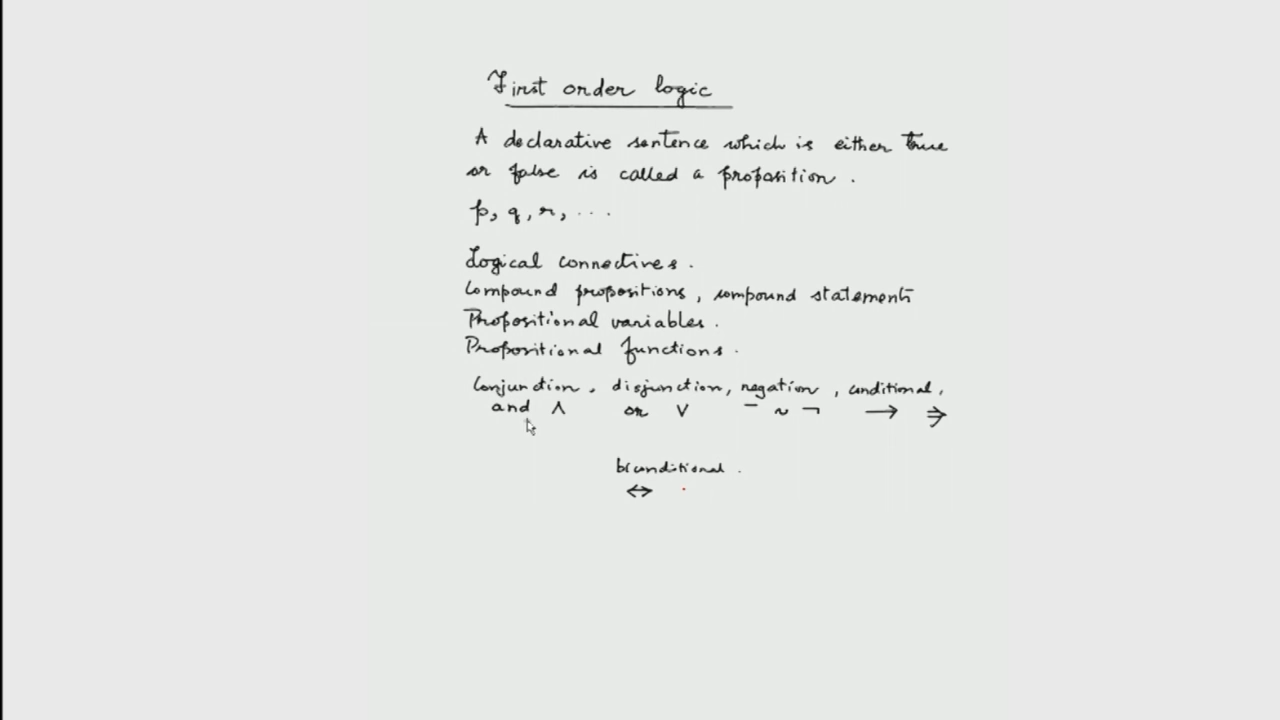 First order logic
A declarative sentence which is either true
or false is called a proposition .
p, q, r, ...
Logical connectives .
Compound propositions , compound statements
Propositional variables .
Propositional functions .
Conjunction , disjunction, negation , conditional ,
and ∧ or ∨ ‾ ~ ¬ → ⇒
biconditional .
↔